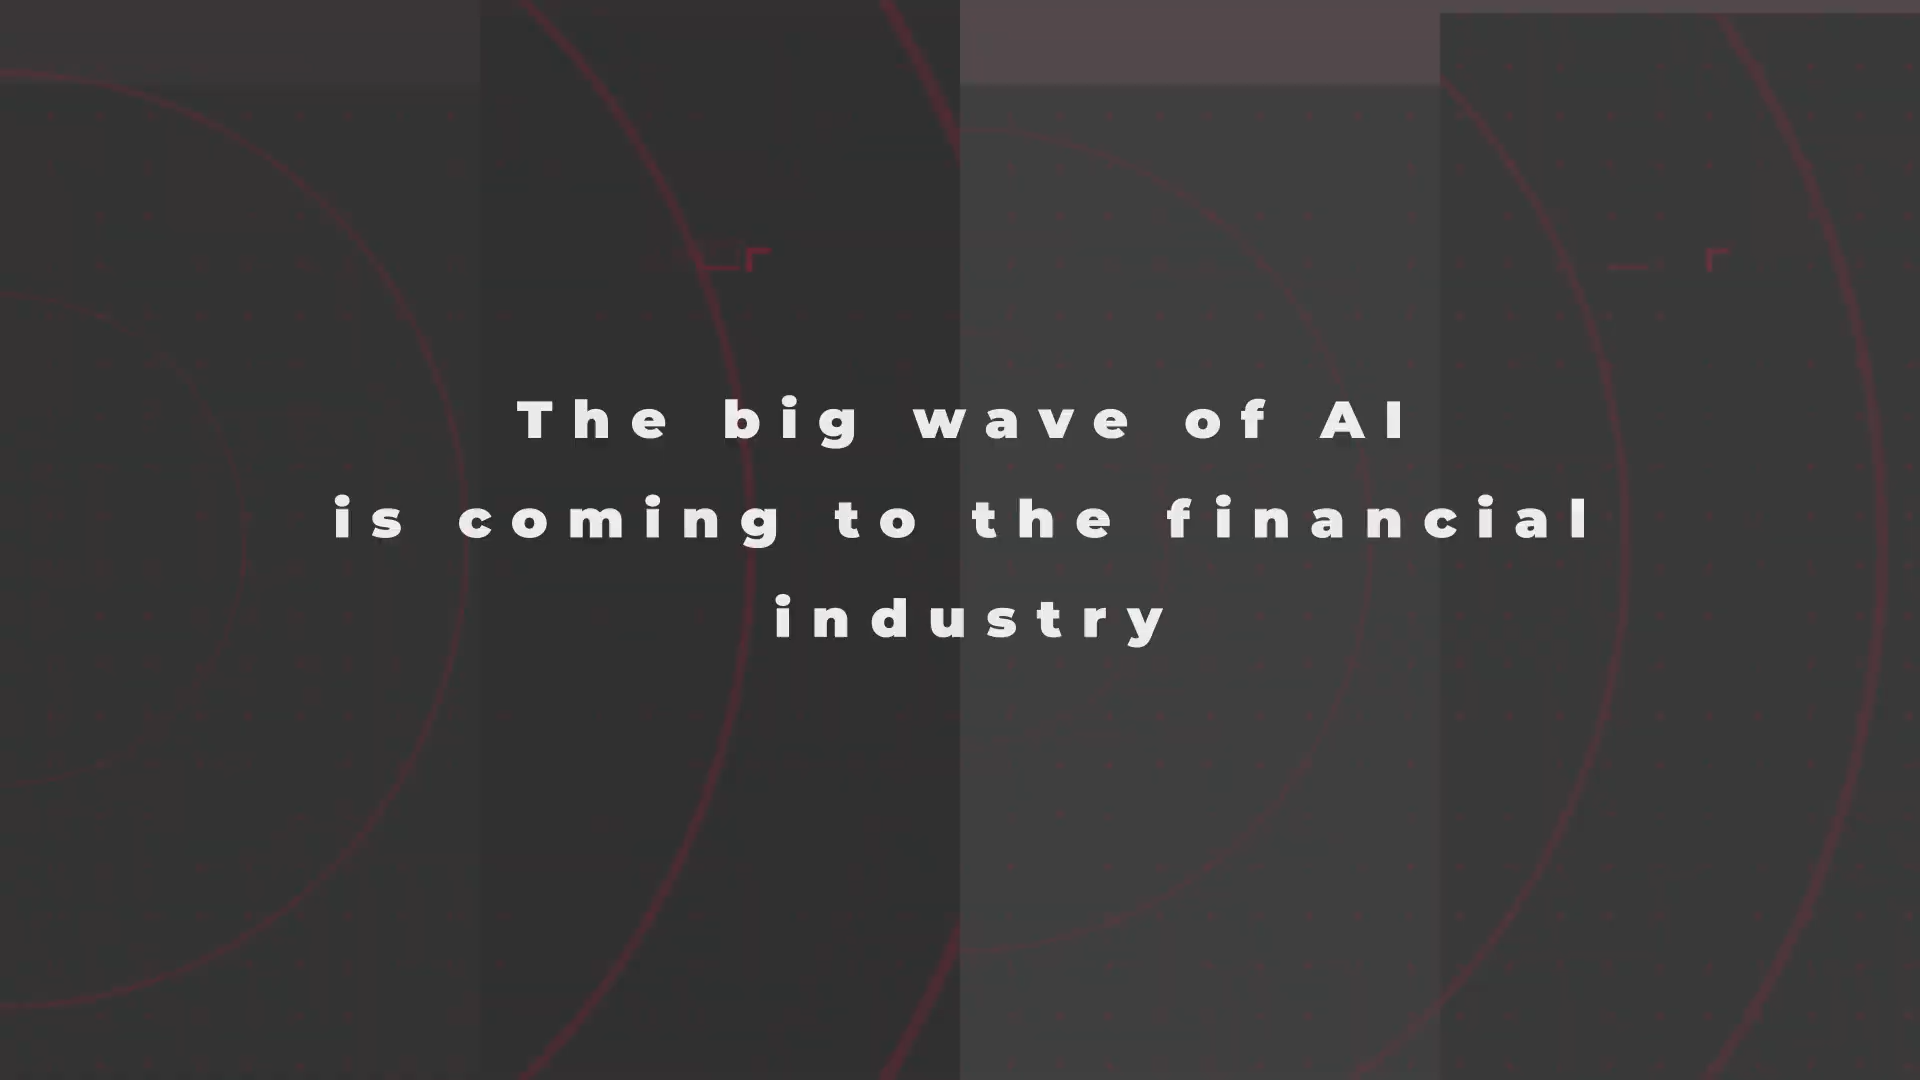 The big wave of AI
is coming to the financial
industry